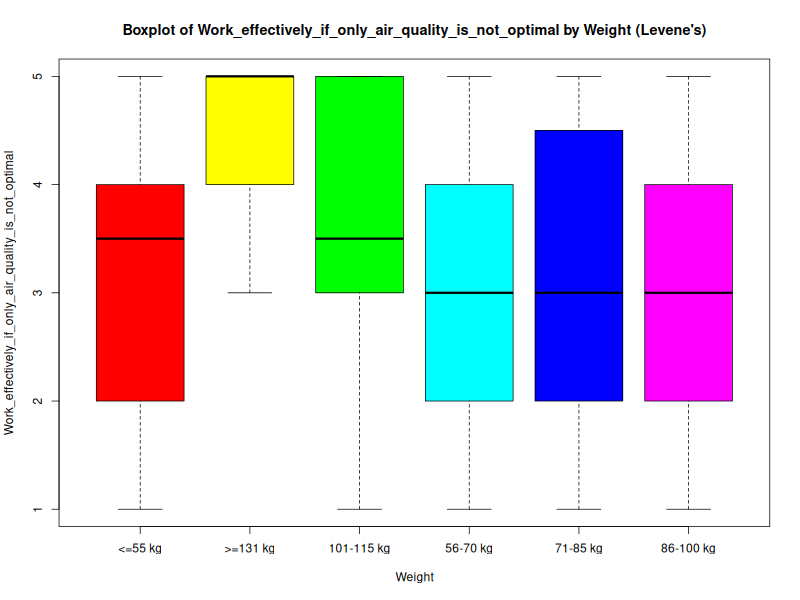 Boxplot of Work_effectively_if_only_air_quality_is_not_optimal by Weight (Levene's)
Work_effectively_if_only_air_quality_is_not_optimal
5
4
3
2
1
<=55 kg >=131 kg 101-115 kg 56-70 kg 71-85 kg 86-100 kg
Weight